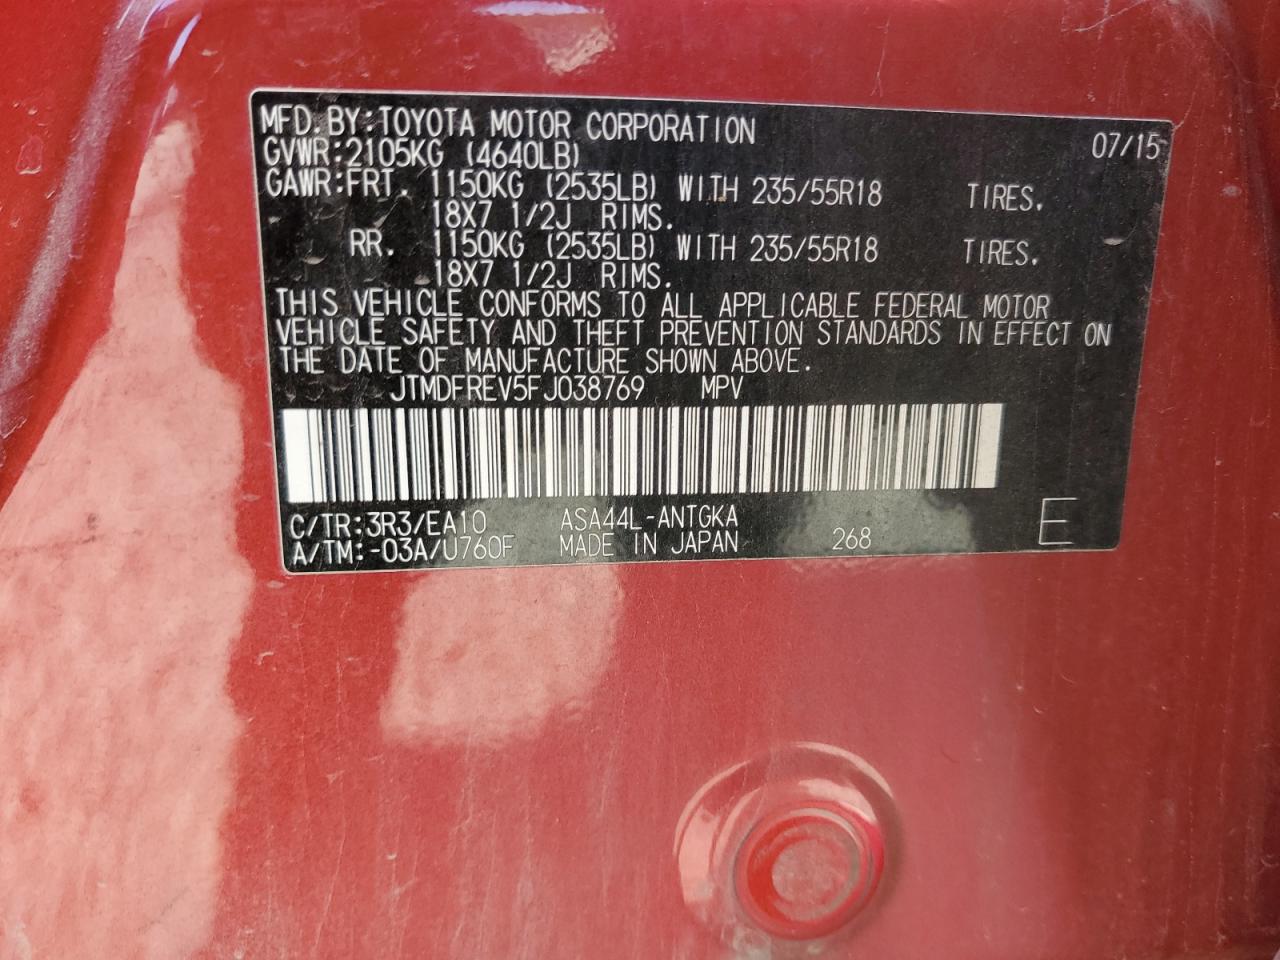 MFD. BY:TOYOTA MOTOR CORPORATION 07/15
GVWR:2105KG (4640LB)
GAWR:FRT. 1150KG (2535LB) WITH 235/55R18 TIRES.
18X7 1/2J RIMS.
RR. 1150KG (2535LB) WITH 235/55R18 TIRES.
18X7 1/2J RIMS.
THIS VEHICLE CONFORMS TO ALL APPLICABLE FEDERAL MOTOR
VEHICLE SAFETY AND THEFT PREVENTION STANDARDS IN EFFECT ON
THE DATE OF MANUFACTURE SHOWN ABOVE.
JTMDFREV5FJ038769 MPV
C/TR:3R3/EA10 ASA44L-ANTGKA
A/TM:-03A/U760F MADE IN JAPAN 268 E